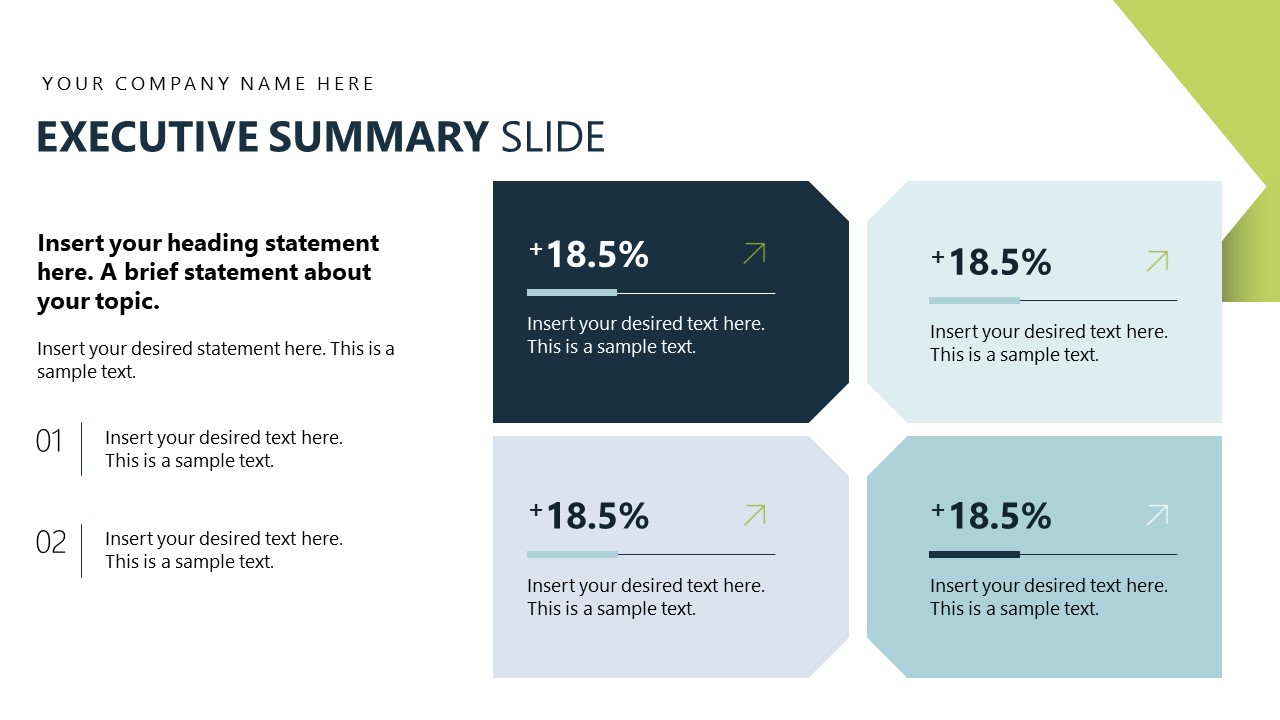 YOUR COMPANY NAME HERE
EXECUTIVE SUMMARY SLIDE
Insert your heading statement
here. A brief statement about
your topic.
Insert your desired statement here. This is a
sample text.
01
Insert your desired text here.
This is a sample text.
02
Insert your desired text here.
This is a sample text.
+18.5%
Insert your desired text here.
This is a sample text.
+18.5%
Insert your desired text here.
This is a sample text.
+18.5%
Insert your desired text here.
This is a sample text.
+18.5%
Insert your desired text here.
This is a sample text.